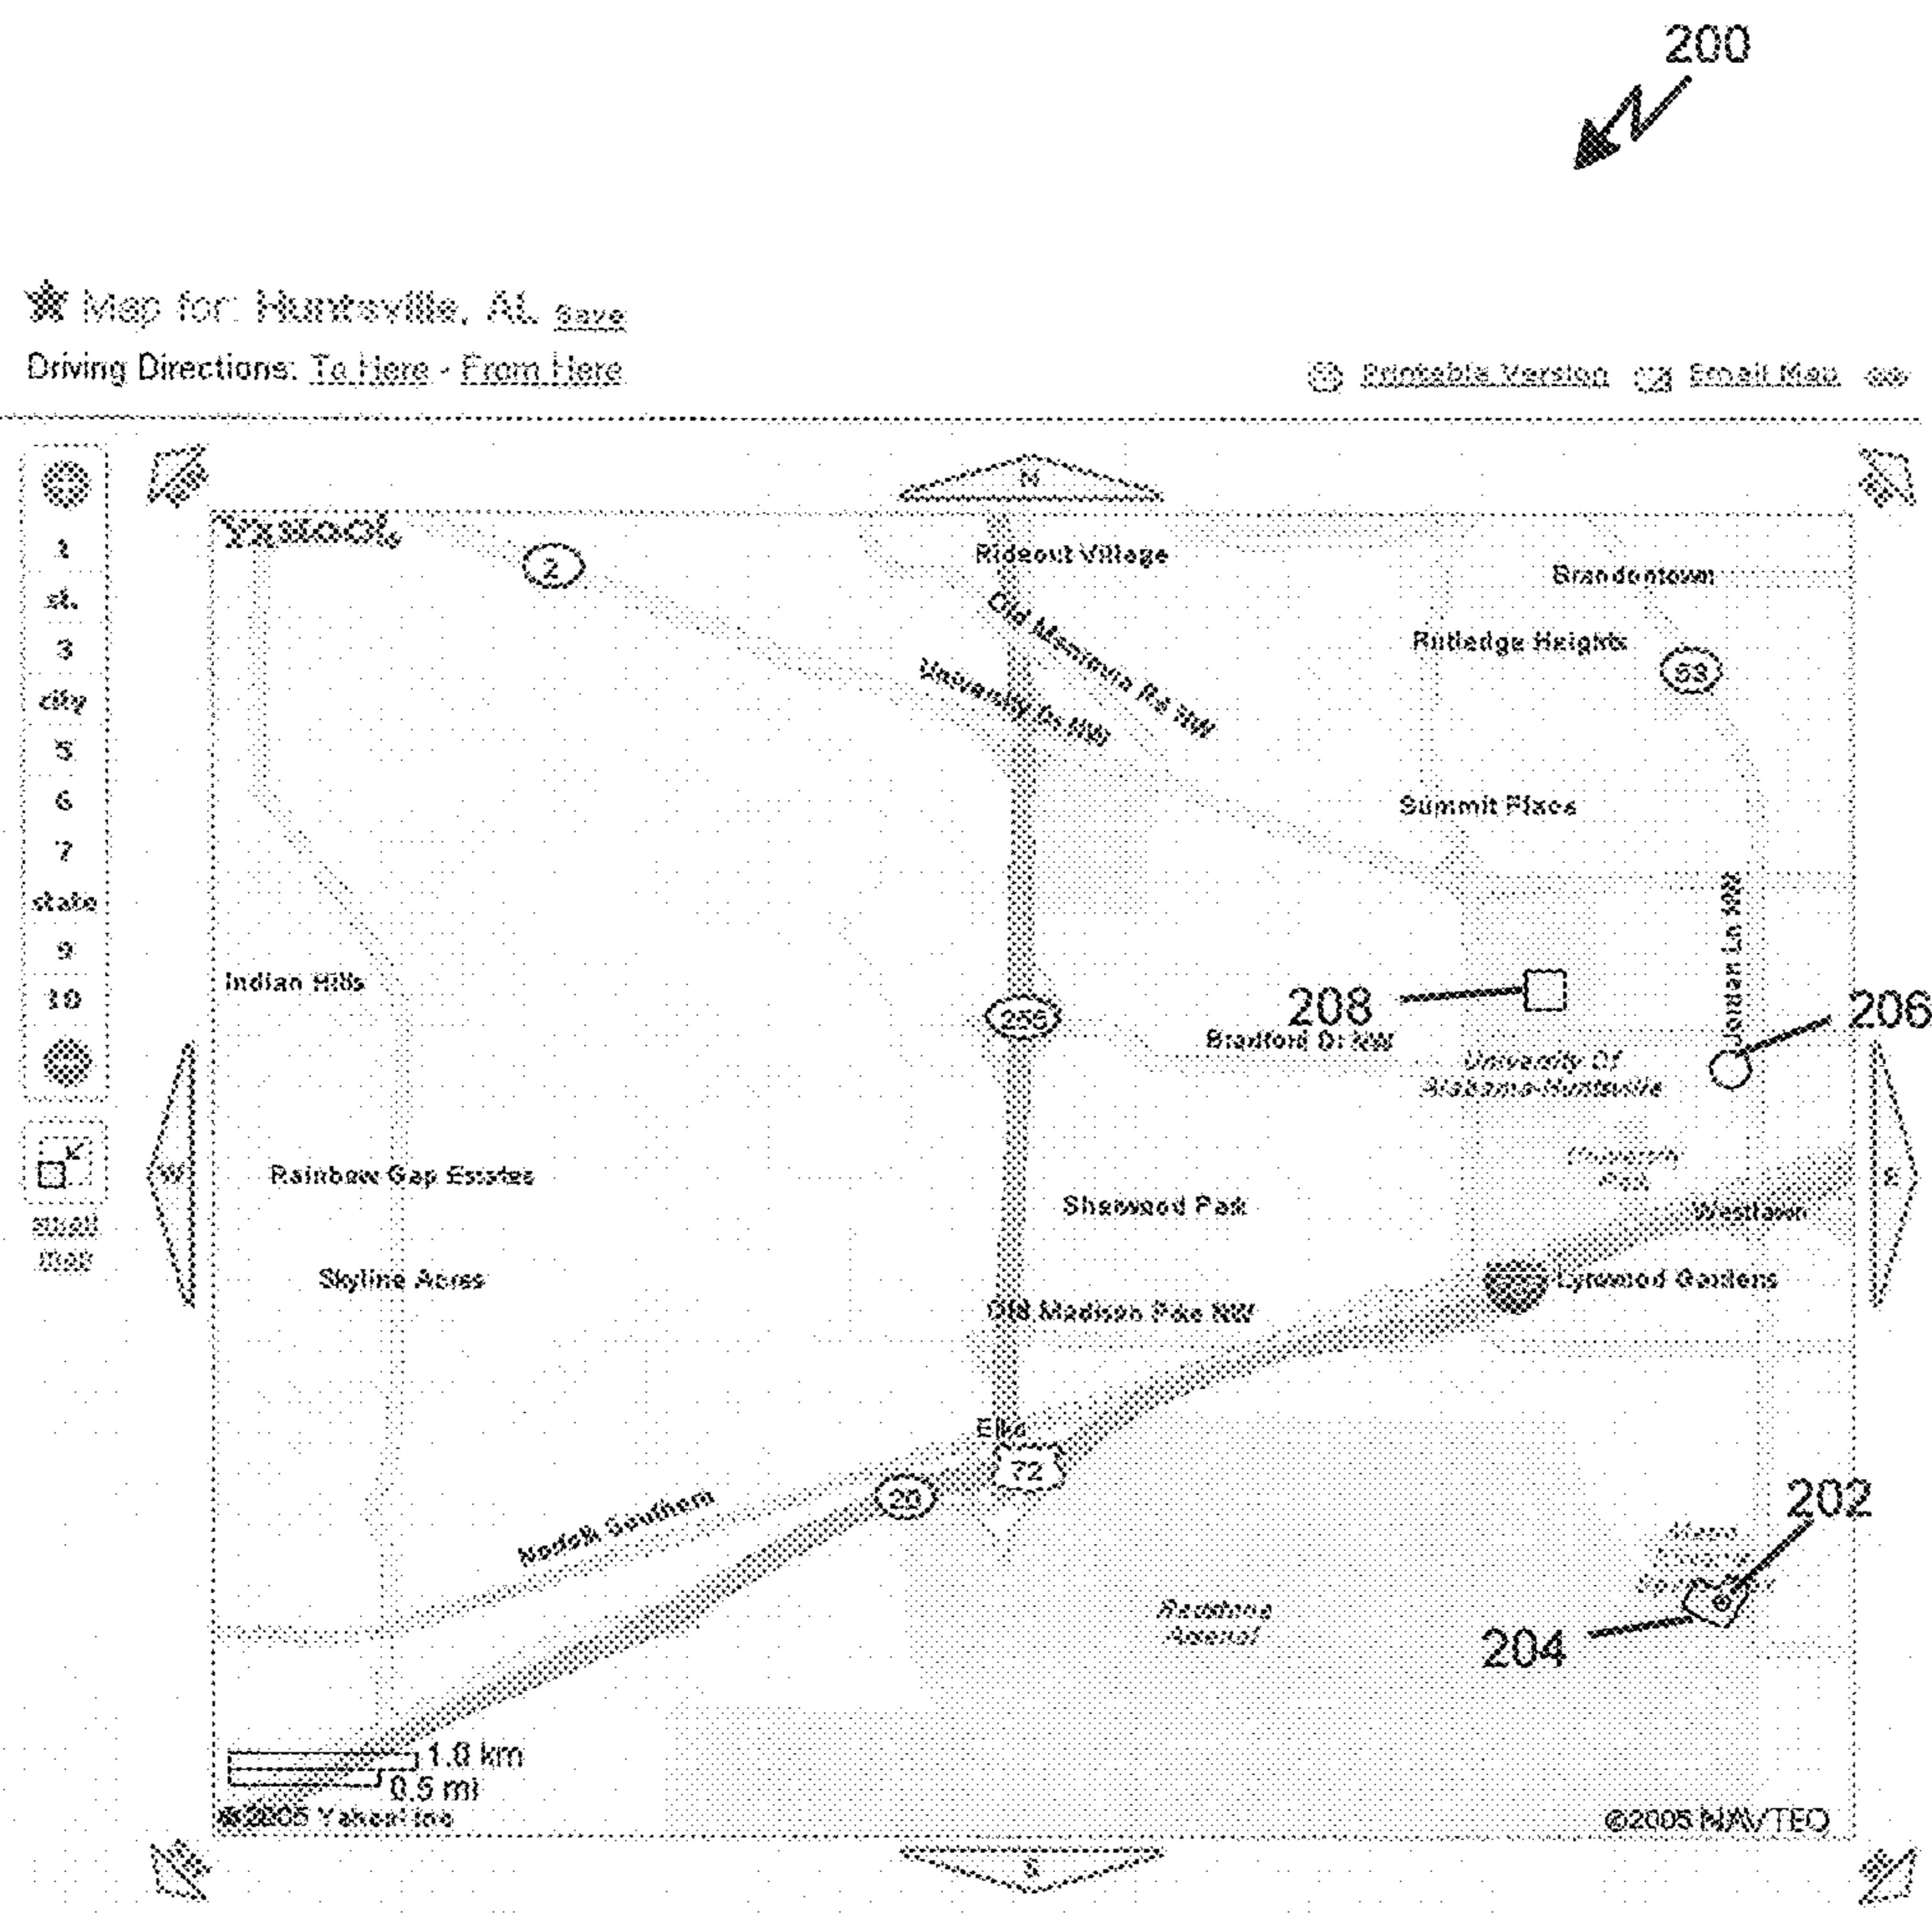 200
Map for: Huntsville, AL Save
Driving Directions: To Here - From Here
Printable Version Email Map
N
YAHOO!
1
st.
3
city
5
6
7
state
9
10
small
map
2
Rideout Village
Brandontown
Old Monrovia Rd NW
Rutledge Heights
53
University Dr NW
Summit Place
Jordan Ln NW
Indian Hills
255
208
206
Bradford Dr NW
University Of
Alabama-Huntsville
W
E
Rainbow Gap Estates
Sherwood Park
Westlawn
Skyline Acres
Lynwood Gardens
Old Madison Pike NW
Elko
72
20
Norfolk Southern
202
Redstone
Arsenal
204
1.0 km
0.5 mi
©2005 Yahoo! Inc
©2005 NAVTEQ
S